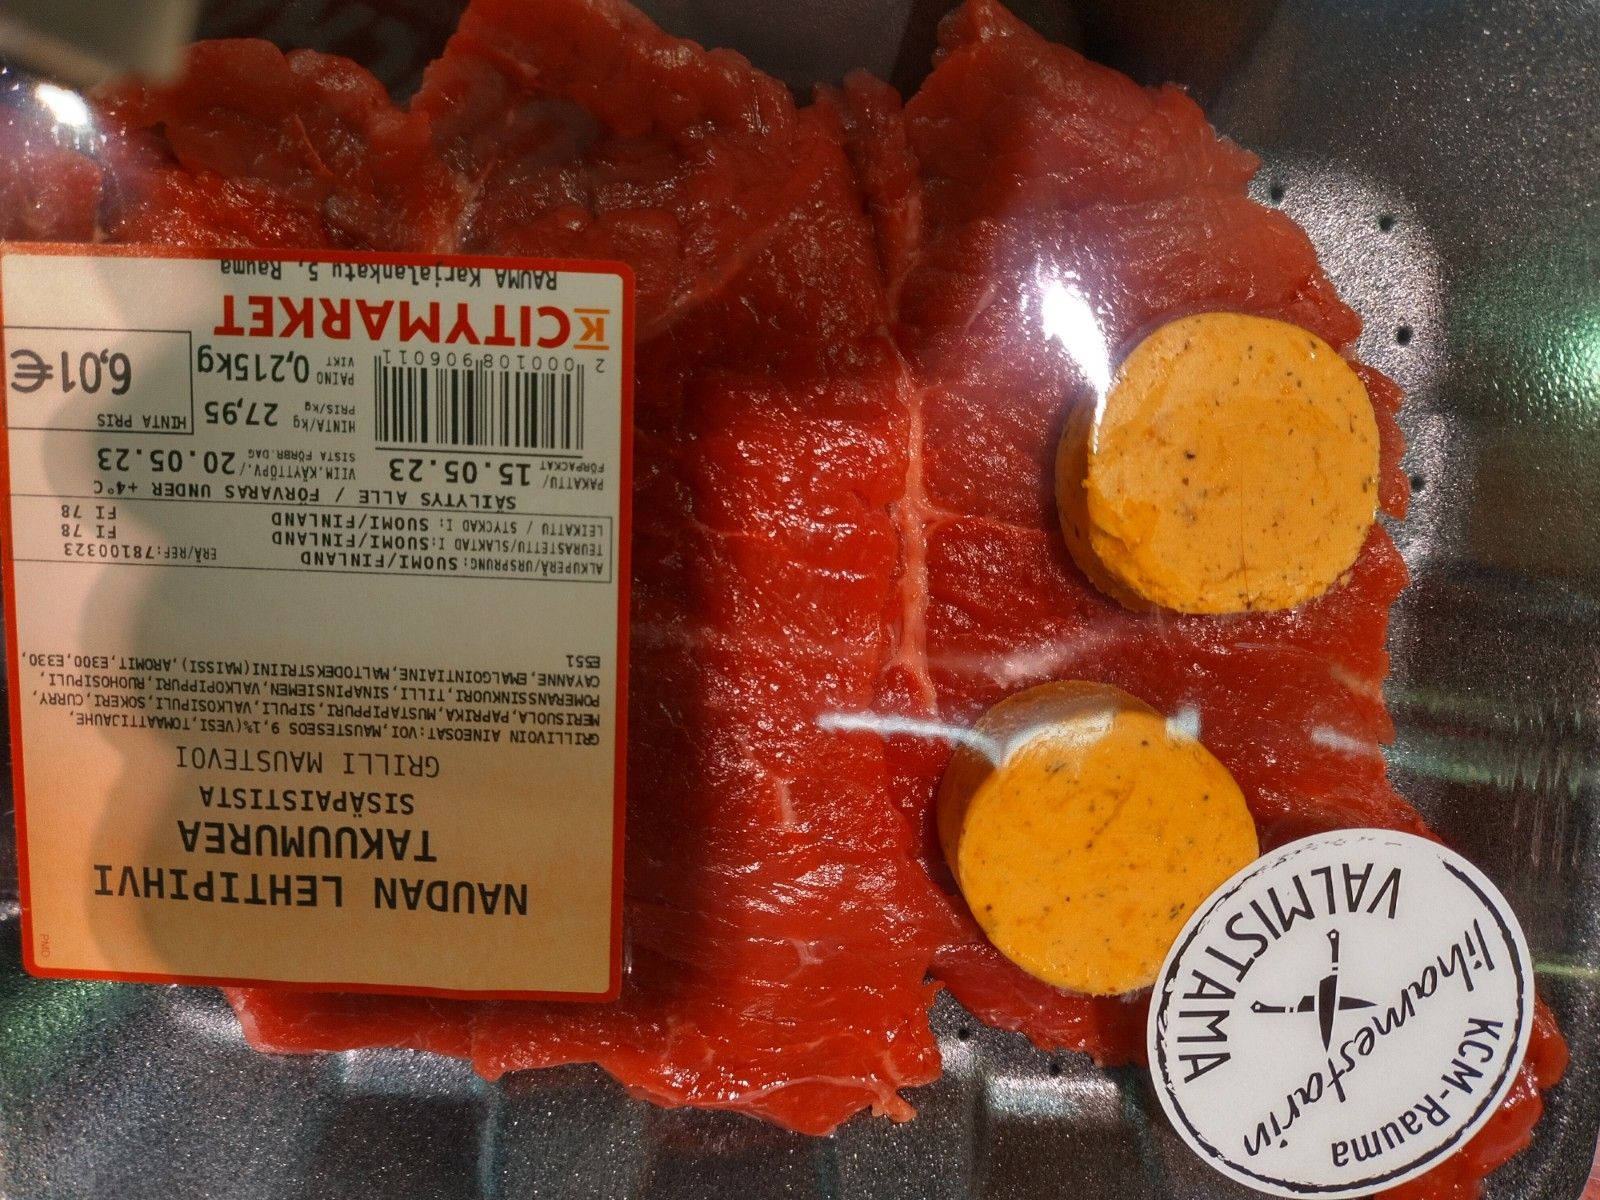 NAUDAN LEHTIPIHVI
TAKUUMUREA
SISÄPAISTISTA
GRILLI MAUSTEVOI
GRILLIVOIN AINEOSAT:VOI,MAUSTESEOS 9.1%(VESI,TOMAATTIJAUHE,
MERISUOLA,PAPRIKA,MUSTAPIPPURI,SIPULI,VALKOSIPULI,SOKERI,CURRY
POMERANSSINKUORI,TILLI,SINAPINSIEMEN,VALKOPIPPURI,RUOHOSIPULI,
CAYANNE,EMALGOINTIAINE,MALTODEKSTRIINI(MAISSI),AROMIT,E300,E330,
E551
ALKUPERÄ/URSPRUNG: SUOMI/FINLAND ERÄ/REF:78100323
TEURASTETTU/SLAKTAD I: SUOMI/FINLAND FI 78
LEIKATTU / STYCKAD I: SUOMI/FINLAND FI 78
SÄILYTYS ALLE / FÖRVARAS UNDER +4°C
PAKATTU/ FÖRPACKAT 15.05.23
VIIM.KÄYTTÖPV./ SISTA FÖRBR.DAG 20.05.23
HINTA/kg PRIS/kg 27,95
HINTA PRIS
PAINO VIKT 0,215kg
6,01€
2 000108 906011
K CITYMARKET
RAUMA Karjalankatu 5, Rauma
PMD
KCM-Rauma
lihamestarin
VALMISTAMA